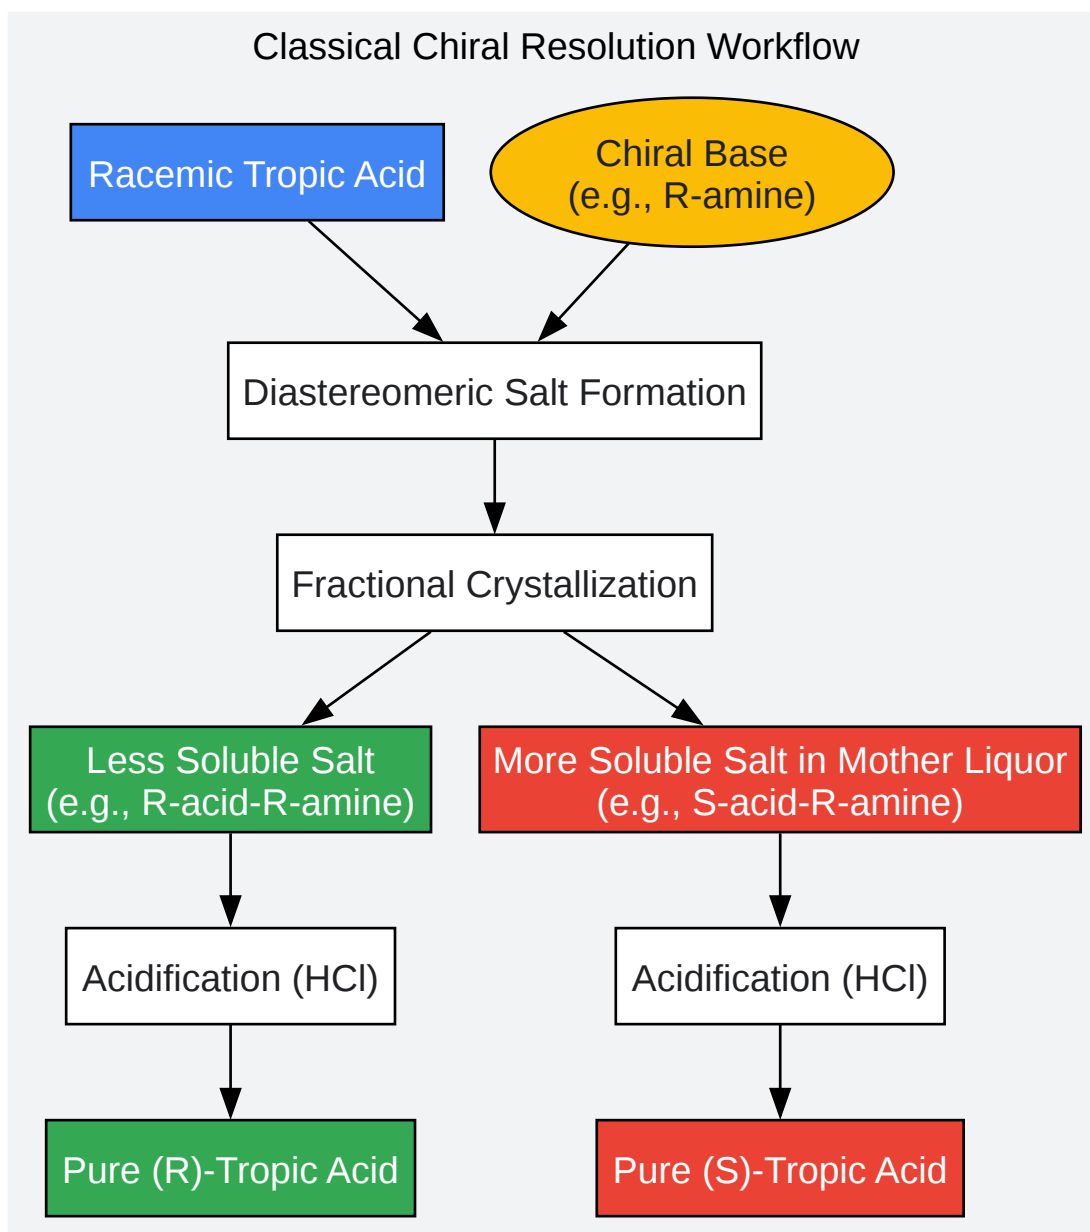 Classical Chiral Resolution Workflow
Racemic Tropic Acid
Chiral Base
(e.g., R-amine)
Diastereomeric Salt Formation
Fractional Crystallization
Less Soluble Salt
(e.g., R-acid-R-amine)
More Soluble Salt in Mother Liquor
(e.g., S-acid-R-amine)
Acidification (HCl)
Acidification (HCl)
Pure (R)-Tropic Acid
Pure (S)-Tropic Acid